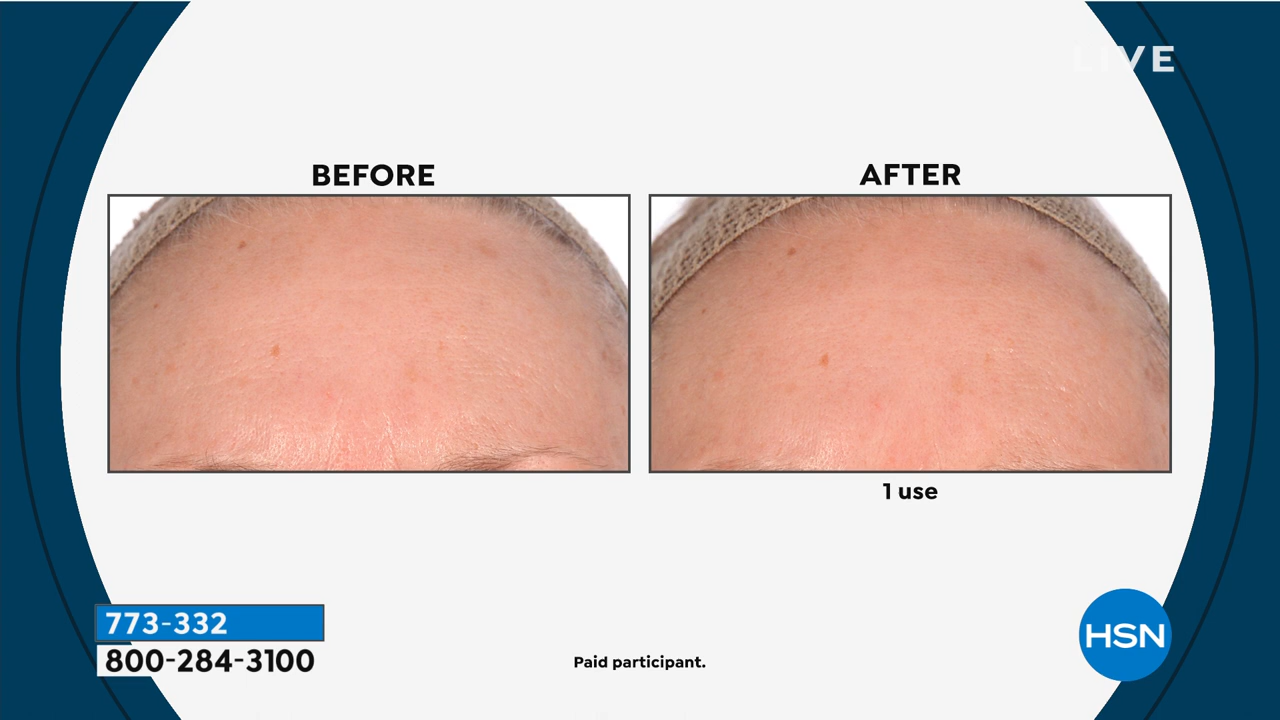 LIVE
BEFORE
AFTER
1 use
773-332
800-284-3100
Paid participant.
HSN